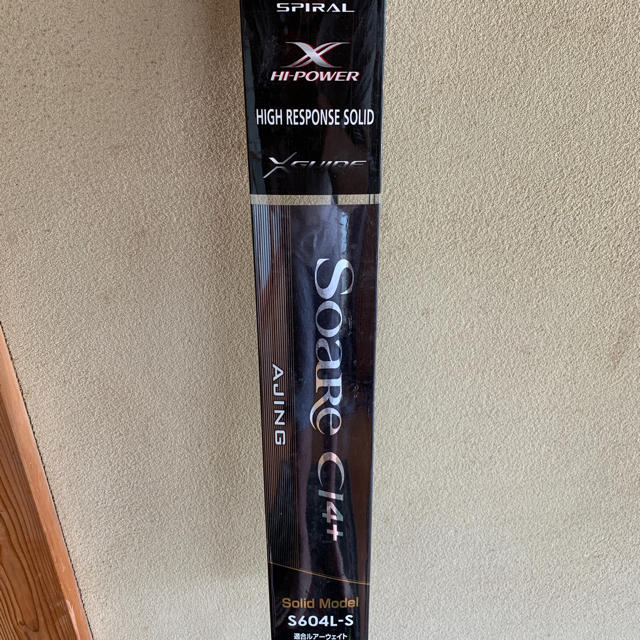 SPIRAL
X
HI-POWER
HIGH RESPONSE SOLID
XGUIDE
SoaRe CI4+
AJING
Solid Model
S604L-S
適合ルアーウェイト